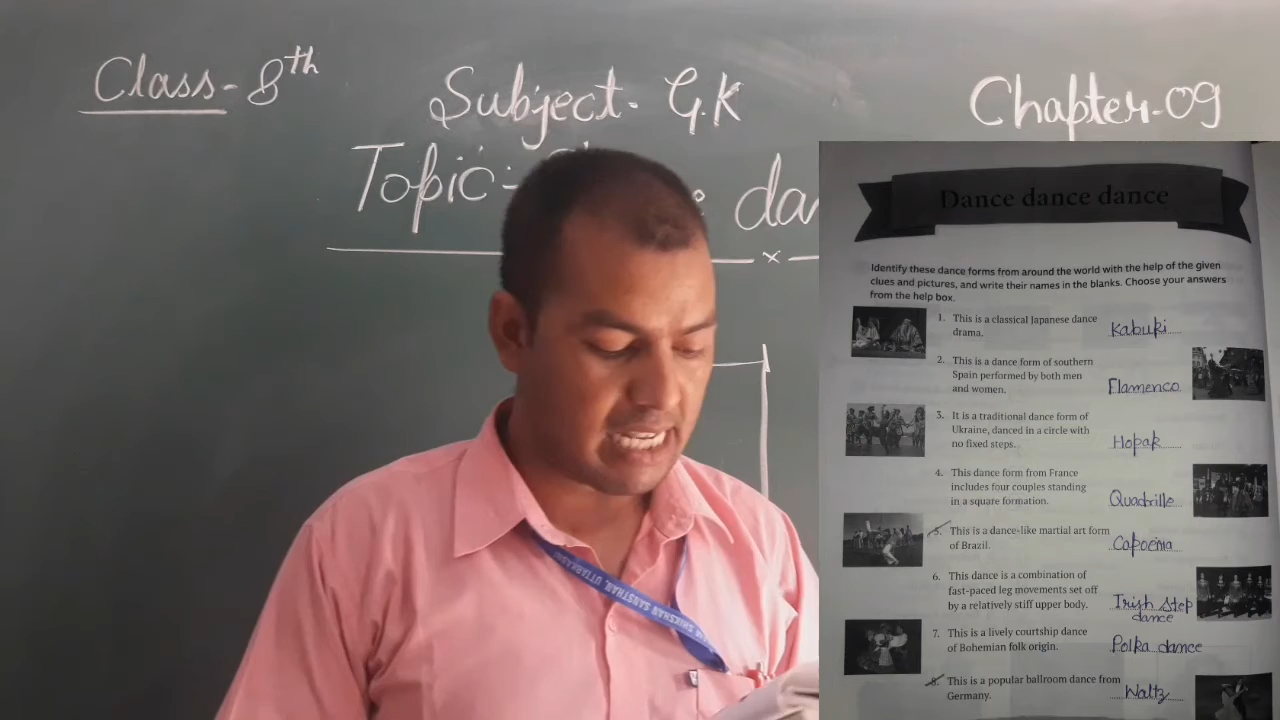 Class-8th
Subject- G.K
Chapter-09
Topic:-
Dance dance dance
Identify these dance forms from around the world with the help of the given
clues and pictures, and write their names in the blanks. Choose your answers
from the help box.
1. This is a classical Japanese dance
drama.
Kabuki
2. This is a dance form of southern
Spain performed by both men
and women.
Flamenco
3. It is a traditional dance form of
Ukraine, danced in a circle with
no fixed steps.
Hopak
4. This dance form from France
includes four couples standing
in a square formation.
Quadrille
5. This is a dance-like martial art form
of Brazil.
Capoema
6. This dance is a combination of
fast-paced leg movements set off
by a relatively stiff upper body.
Irish Step
dance
7. This is a lively courtship dance
of Bohemian folk origin.
Polka dance
8. This is a popular ballroom dance from
Germany.
Waltz
SHIKSHAN SANSTHAN, UTTARKASHI